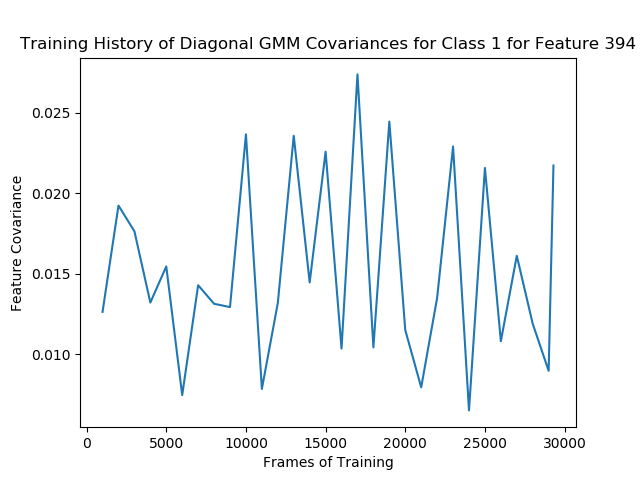 Training History of Diagonal GMM Covariances for Class 1 for Feature 394
Feature Covariance
0.025
0.020
0.015
0.010
0 5000 10000 15000 20000 25000 30000
Frames of Training